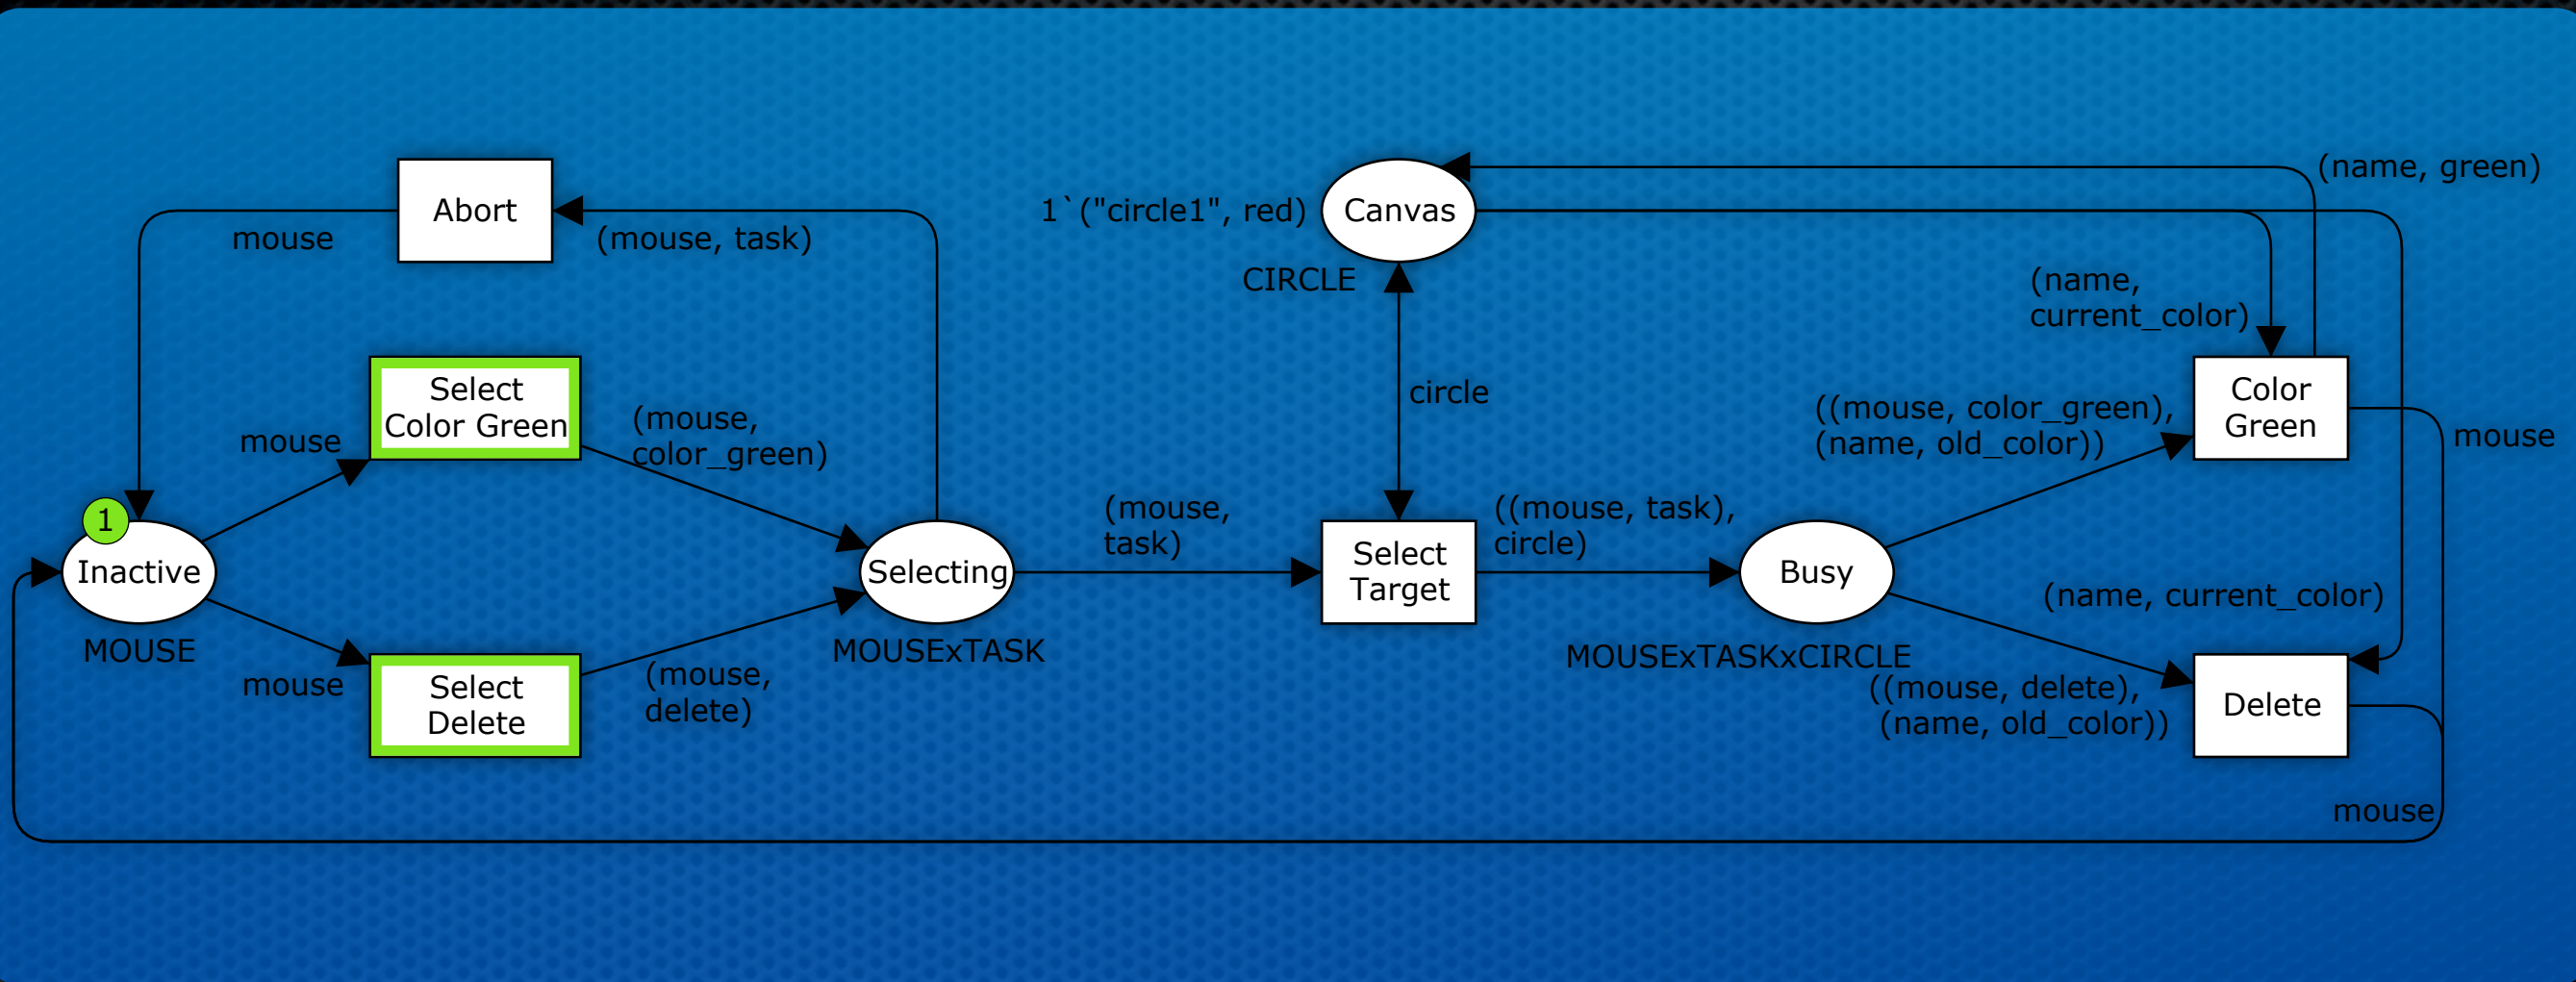 Abort
mouse
(mouse, task)
Select
Color Green
mouse
(mouse,
color_green)
1
Inactive
MOUSE
mouse
Select
Delete
(mouse,
delete)
Selecting
MOUSExTASK
(mouse,
task)
1`("circle1", red)
Canvas
CIRCLE
circle
Select
Target
((mouse, task),
circle)
Busy
MOUSExTASKxCIRCLE
(name, green)
(name,
current_color)
((mouse, color_green),
(name, old_color))
Color
Green
mouse
(name, current_color)
((mouse, delete),
(name, old_color))
Delete
mouse